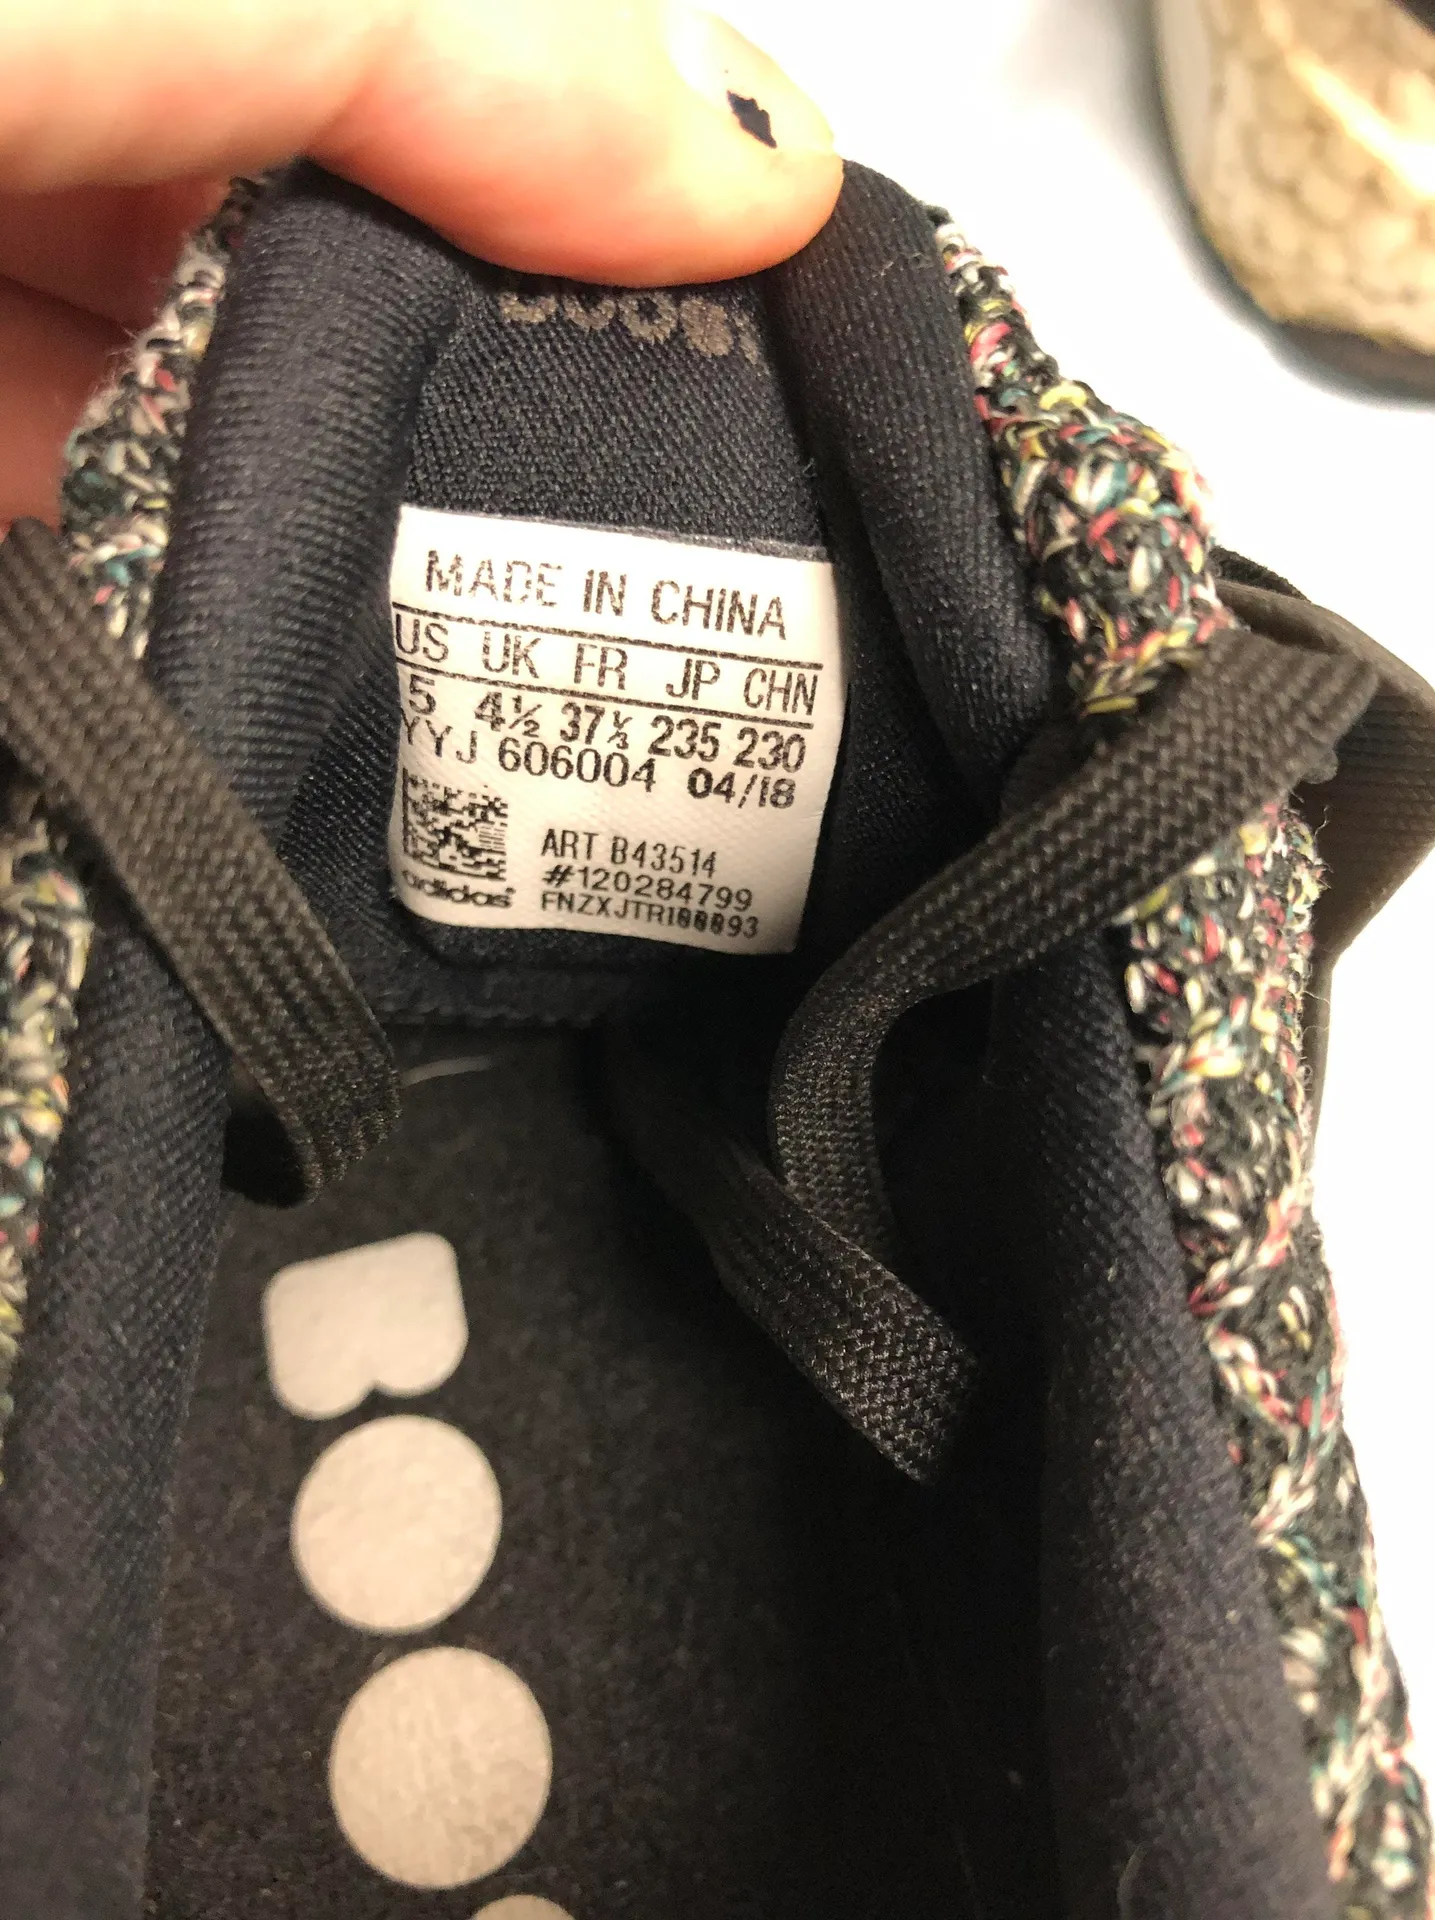 MADE IN CHINA
US UK FR JP CHN
5 4½ 37⅓ 235 230
YYJ 606004 04/18
ART B43514
#120284799
adidas FNZXJTR180893